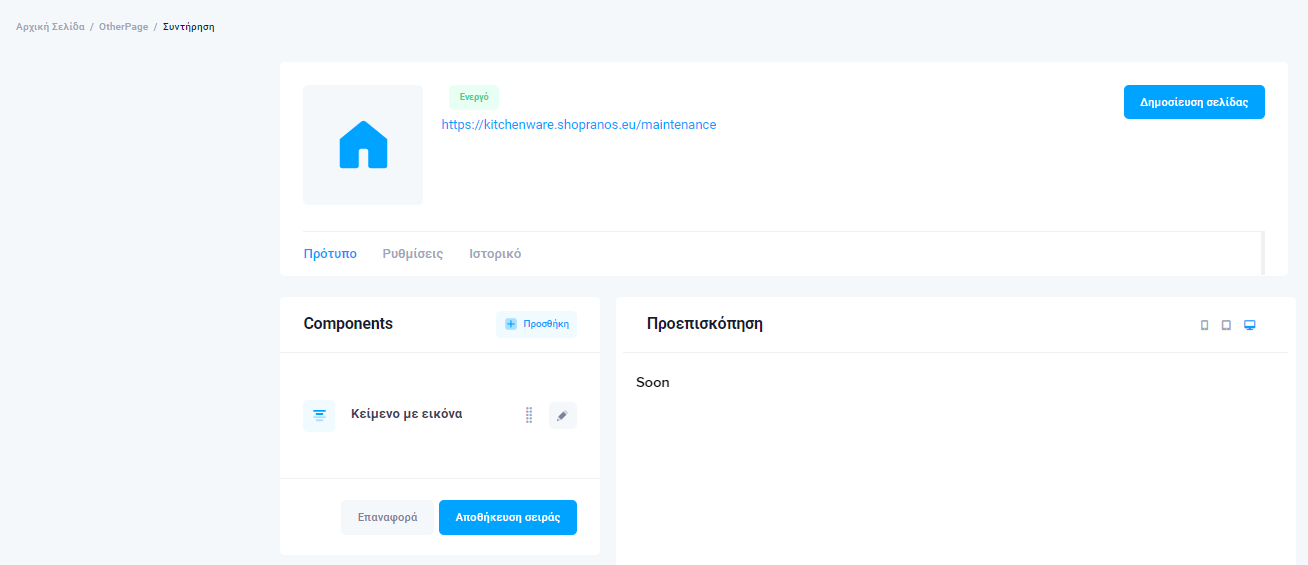 Αρχική Σελίδα / OtherPage / Συντήρηση
Ενεργό
Δημοσίευση σελίδας
https://kitchenware.shopranos.eu/maintenance
Πρότυπο Ρυθμίσεις Ιστορικό
Components
Προσθήκη
Κείμενο με εικόνα
Επαναφορά
Αποθήκευση σειράς
Προεπισκόπηση
Soon